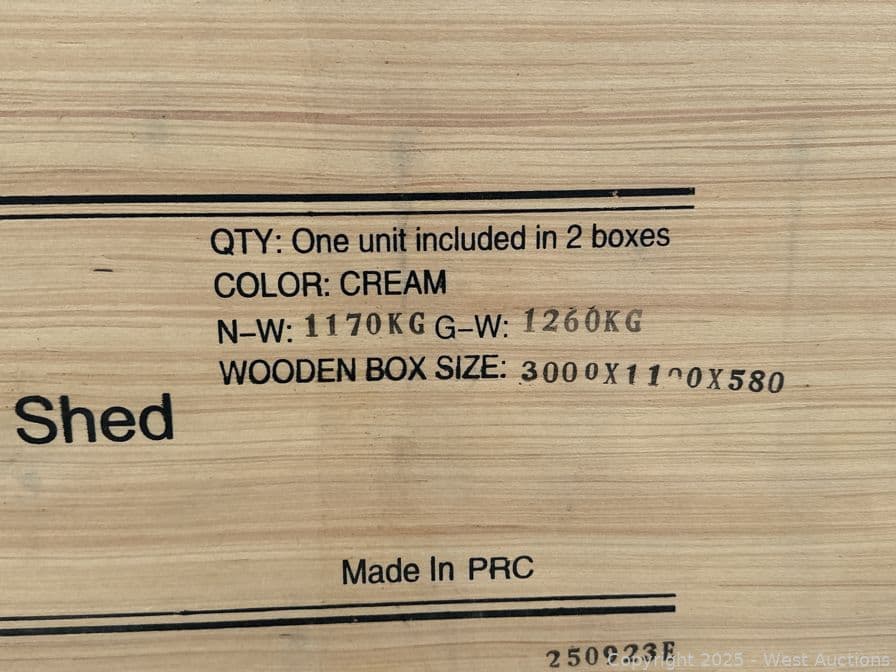 QTY: One unit included in 2 boxes
COLOR: CREAM
N-W: 1170KG G-W: 1260KG
WOODEN BOX SIZE:
Shed
Made In PRC
Copyright 2025 - West Auctions